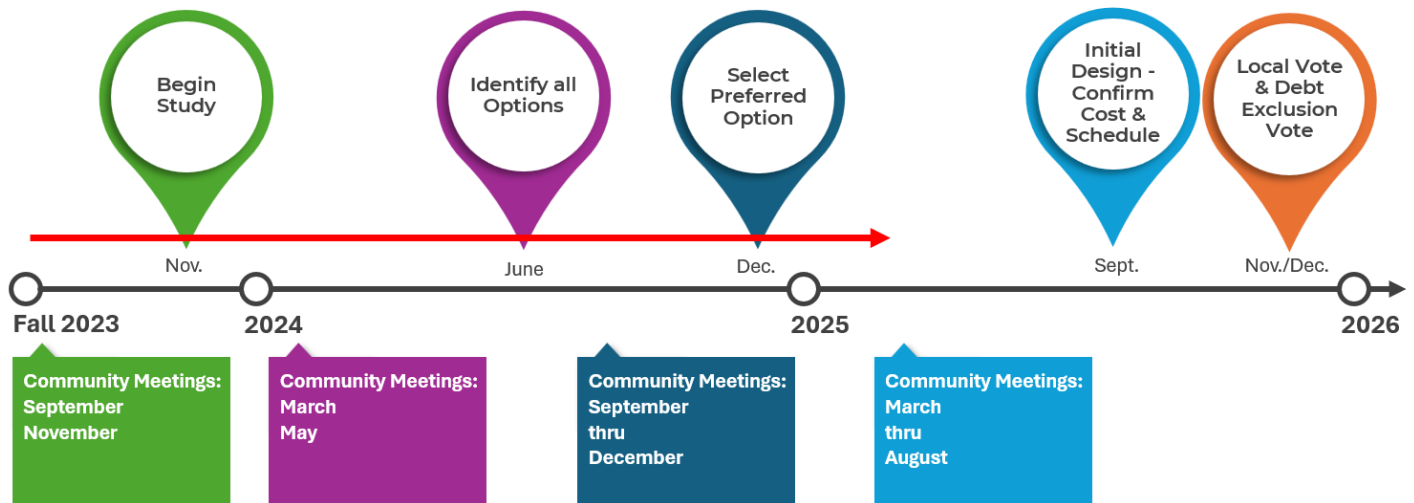 Begin
Study
Identify all
Options
Select
Preferred
Option
Initial
Design -
Confirm
Cost &
Schedule
Local Vote
& Debt
Exclusion
Vote
Nov.
June
Dec.
Sept.
Nov./Dec.
Fall 2023
2024
2025
2026
Community Meetings:
September
November
Community Meetings:
March
May
Community Meetings:
September
thru
December
Community Meetings:
March
thru
August